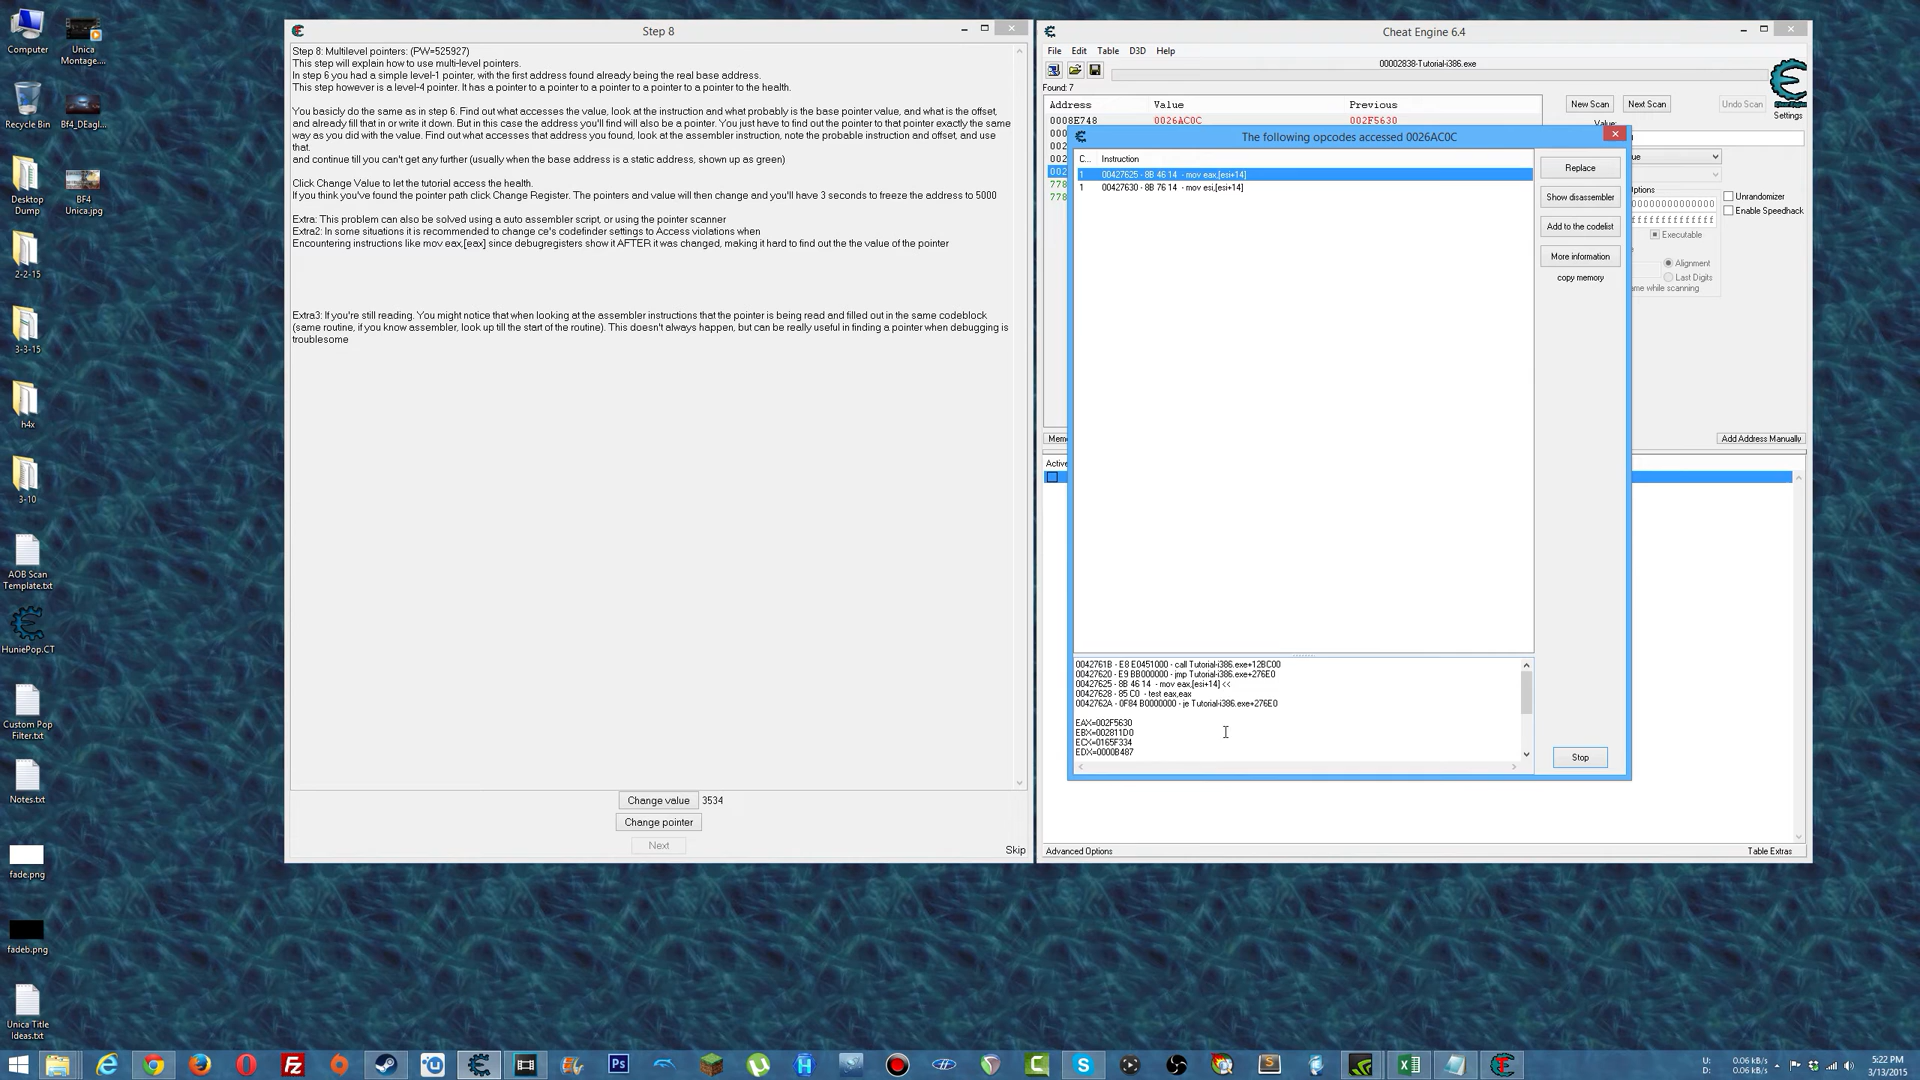 Computer
Unica
Montage....
Recycle Bin
Bf4_DEagl...
Desktop
Dump
BF4
Unica.jpg
2-2-15
3-3-15
h4x
3-10
AOB Scan
Template.txt
HuniePop.CT
Custom Pop
Filter.txt
Notes.txt
fade.png
fadeb.png
Unica Title
Ideas.txt
Step 8
Step 8: Multilevel pointers: (PW=525927)
This step will explain how to use multi-level pointers.
In step 6 you had a simple level-1 pointer, with the first address found already being the real base address.
This step however is a level-4 pointer. It has a pointer to a pointer to a pointer to a pointer to a pointer to the health.
You basicly do the same as in step 6. Find out what accesses the value, look at the instruction and what probably is the base pointer value, and what is the offset,
and already fill that in or write it down. But in this case the address you'll find will also be a pointer. You just have to find out the pointer to that pointer exactly the same
way as you did with the value. Find out what accesses that address you found, look at the assembler instruction, note the probable instruction and offset, and use
that.
and continue till you can't get any further (usually when the base address is a static address, shown up as green)
Click Change Value to let the tutorial access the health.
If you think you've found the pointer path click Change Register. The pointers and value will then change and you'll have 3 seconds to freeze the address to 5000
Extra: This problem can also be solved using a auto assembler script, or using the pointer scanner
Extra2: In some situations it is recommended to change ce's codefinder settings to Access violations when
Encountering instructions like mov eax,[eax] since debugregisters show it AFTER it was changed, making it hard to find out the the value of the pointer
Extra3: If you're still reading. You might notice that when looking at the assembler instructions that the pointer is being read and filled out in the same codeblock
(same routine, if you know assembler, look up till the start of the routine). This doesn't always happen, but can be really useful in finding a pointer when debugging is
troublesome
Change value 3534
Change pointer
Next
Skip
Cheat Engine 6.4
File Edit Table D3D Help
00002838-Tutorial-i386.exe
Found: 7
Address Value Previous
0008E748 0026AC0C 002F5630
New Scan Next Scan Undo Scan
Settings
Value:
000
002
002
002
778
778
ue
Options
Unrandomizer
Enable Speedhack
Executable
Alignment
Last Digits
ame while scanning
Mem
Add Address Manually
Active
Advanced Options
Table Extras
The following opcodes accessed 0026AC0C
C... Instruction
1 00427625 - 8B 46 14 - mov eax,[esi+14]
1 00427630 - 8B 76 14 - mov esi,[esi+14]
Replace
Show disassembler
Add to the codelist
More information
copy memory
0042761B - E8 E0451000 - call Tutorial-i386.exe+12BC00
00427620 - E9 BB000000 - jmp Tutorial-i386.exe+276E0
00427625 - 8B 46 14 - mov eax,[esi+14] <<
00427628 - 85 C0 - test eax,eax
0042762A - 0F84 B0000000 - je Tutorial-i386.exe+276E0
EAX=002F5630
EBX=002811D0
ECX=0165F334
EDX=0000B487
Stop
U: 0.06 kB/s
D: 0.06 kB/s
5:22 PM
3/13/2015